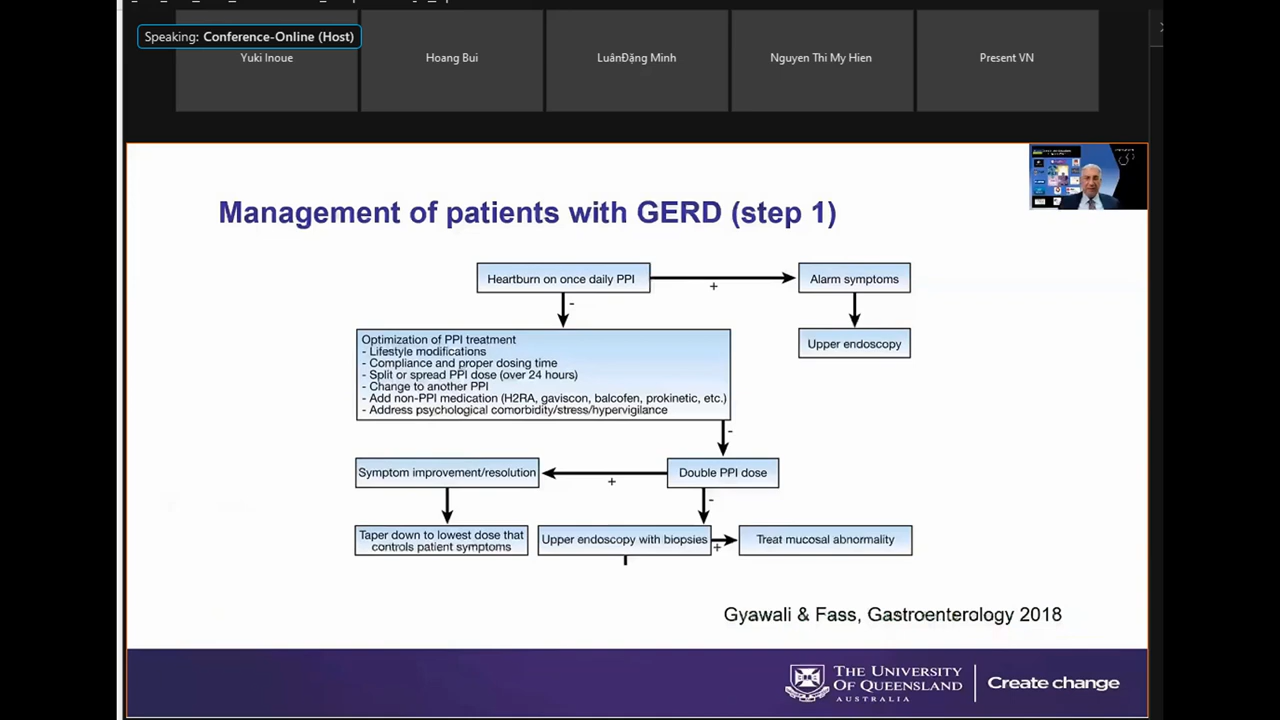 Speaking: Conference-Online (Host)
Yuki Inoue
Hoang Bui
LuânĐặng Minh
Nguyen Thi My Hien
Present VN
Management of patients with GERD (step 1)
Heartburn on once daily PPI
+
Alarm symptoms
-
Upper endoscopy
Optimization of PPI treatment
- Lifestyle modifications
- Compliance and proper dosing time
- Split or spread PPI dose (over 24 hours)
- Change to another PPI
- Add non-PPI medication (H2RA, gaviscon, balcofen, prokinetic, etc.)
- Address psychological comorbidity/stress/hypervigilance
-
Symptom improvement/resolution
+
Double PPI dose
-
Taper down to lowest dose that
controls patient symptoms
Upper endoscopy with biopsies
+
Treat mucosal abnormality
Gyawali & Fass, Gastroenterology 2018
THE UNIVERSITY
OF QUEENSLAND
AUSTRALIA
Create change